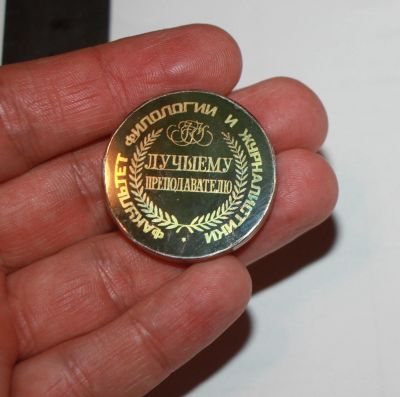 ФАКУЛЬТЕТ ФИЛОЛОГИИ И ЖУРНАЛИСТИКИ
ЛУЧШЕМУ
ПРЕПОДАВАТЕЛЮ